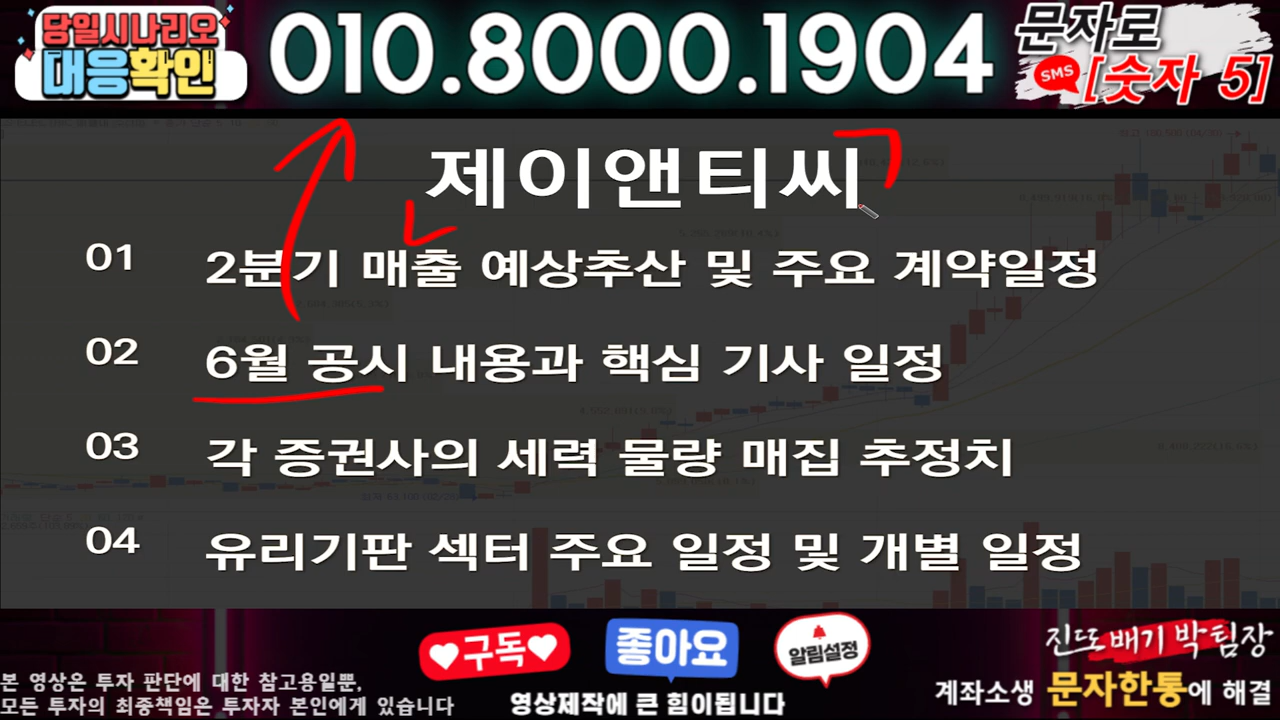 당일시나리오
대응확인
010.8000.1904
문자로
SMS
[숫자 5]
제이앤티씨
01 2분기 매출 예상추산 및 주요 계약일정
02 6월 공시 내용과 핵심 기사 일정
03 각 증권사의 세력 물량 매집 추정치
04 유리기판 섹터 주요 일정 및 개별 일정
구독
좋아요
알림설정
영상제작에 큰 힘이됩니다
본 영상은 투자 판단에 대한 참고용일뿐,
모든 투자의 최종책임은 투자자 본인에게 있습니다
진또배기 박팀장
계좌소생 문자한통에 해결